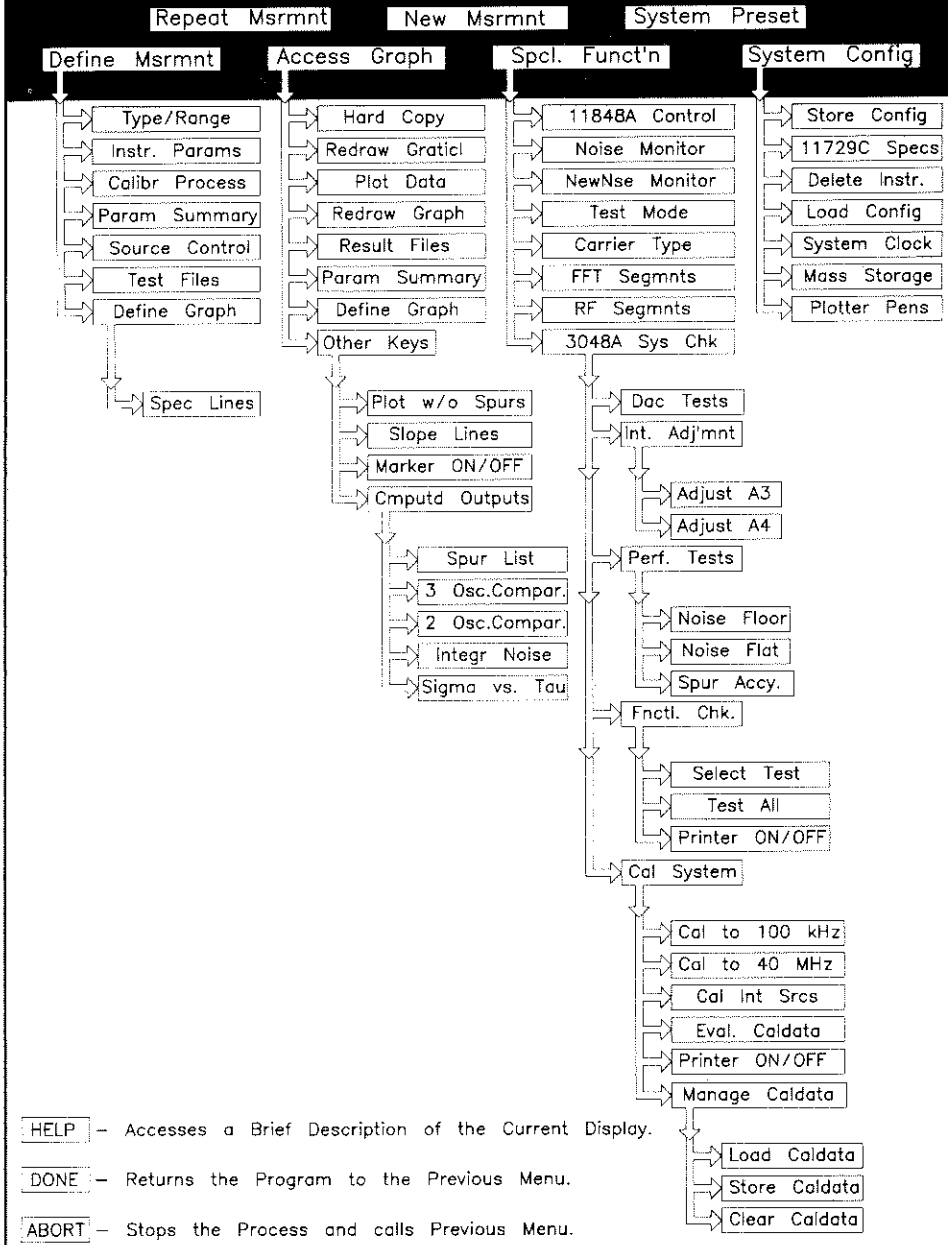 Repeat Msrmnt New Msrmnt System Preset
Define Msrmnt Access Graph Spcl. Funct'n System Config
Type/Range
Instr. Params
Calibr Process
Param Summary
Source Control
Test Files
Define Graph
Spec Lines
Hard Copy
Redraw Graticl
Plot Data
Redraw Graph
Result Files
Param Summary
Define Graph
Other Keys
Plot w/o Spurs
Slope Lines
Marker ON/OFF
Cmputd Outputs
Spur List
3 Osc.Compar.
2 Osc.Compar.
Integr Noise
Sigma vs. Tau
11848A Control
Noise Monitor
NewNse Monitor
Test Mode
Carrier Type
FFT Segmnts
RF Segmnts
3048A Sys Chk
Dac Tests
Int. Adj'mnt
Adjust A3
Adjust A4
Perf. Tests
Noise Floor
Noise Flat
Spur Accy.
Fnctl. Chk.
Select Test
Test All
Printer ON/OFF
Cal System
Cal to 100 kHz
Cal to 40 MHz
Cal Int Srcs
Eval. Caldata
Printer ON/OFF
Manage Caldata
Load Caldata
Store Caldata
Clear Caldata
Store Config
11729C Specs
Delete Instr.
Load Config
System Clock
Mass Storage
Plotter Pens
HELP – Accesses a Brief Description of the Current Display.
DONE – Returns the Program to the Previous Menu.
ABORT – Stops the Process and calls Previous Menu.